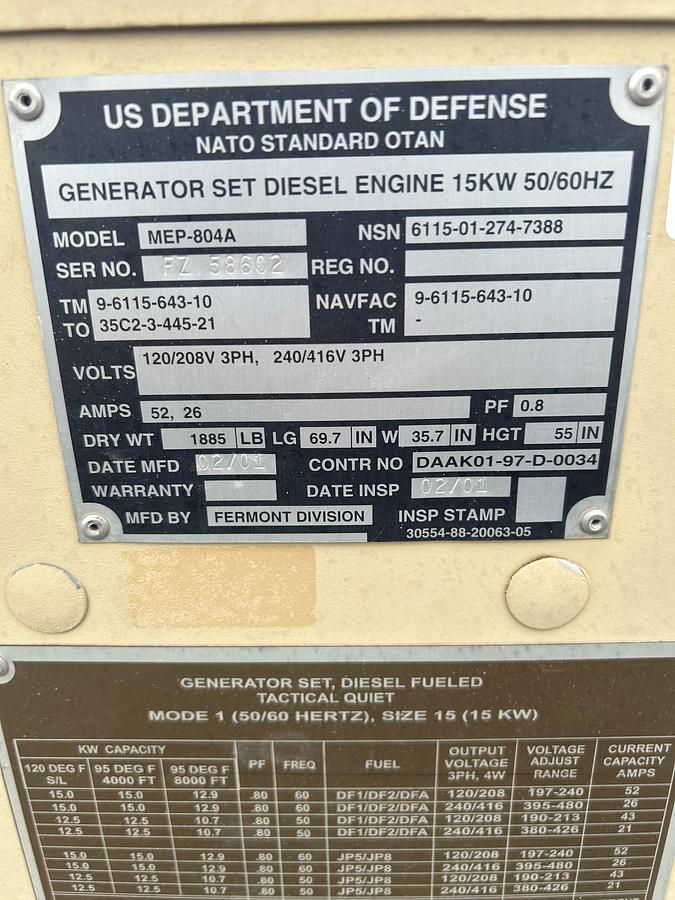 US DEPARTMENT OF DEFENSE
NATO STANDARD OTAN
GENERATOR SET DIESEL ENGINE 15KW 50/60HZ
MODEL MEP-804A NSN 6115-01-274-7388
SER NO. FZ 58602 REG NO.
TM 9-6115-643-10 NAVFAC 9-6115-643-10
TO 35C2-3-445-21 TM -
VOLTS 120/208V 3PH, 240/416V 3PH
AMPS 52, 26 PF 0.8
DRY WT 1885 LB LG 69.7 IN W 35.7 IN HGT 55 IN
DATE MFD 02/01 CONTR NO DAAK01-97-D-0034
WARRANTY DATE INSP 02/01
MFD BY FERMONT DIVISION INSP STAMP
30554-88-20063-05
GENERATOR SET, DIESEL FUELED
TACTICAL QUIET
MODE 1 (50/60 HERTZ), SIZE 15 (15 KW)
KW CAPACITY PF FREQ FUEL OUTPUT VOLTAGE 3PH, 4W VOLTAGE ADJUST RANGE CURRENT CAPACITY AMPS
120 DEG F S/L 95 DEG F 4000 FT 95 DEG F 8000 FT
15.0 15.0 12.9 .80 60 DF1/DF2/DFA 120/208 197-240 52
15.0 15.0 12.9 .80 60 DF1/DF2/DFA 240/416 395-480 26
12.5 12.5 10.7 .80 50 DF1/DF2/DFA 120/208 190-213 43
12.5 12.5 10.7 .80 50 DF1/DF2/DFA 240/416 380-426 21
15.0 15.0 12.9 .80 60 JP5/JP8 120/208 197-240 52
15.0 15.0 12.9 .80 60 JP5/JP8 240/416 395-480 26
12.5 12.5 10.7 .80 50 JP5/JP8 120/208 190-213 43
12.5 12.5 10.7 .80 50 JP5/JP8 240/416 380-426 21